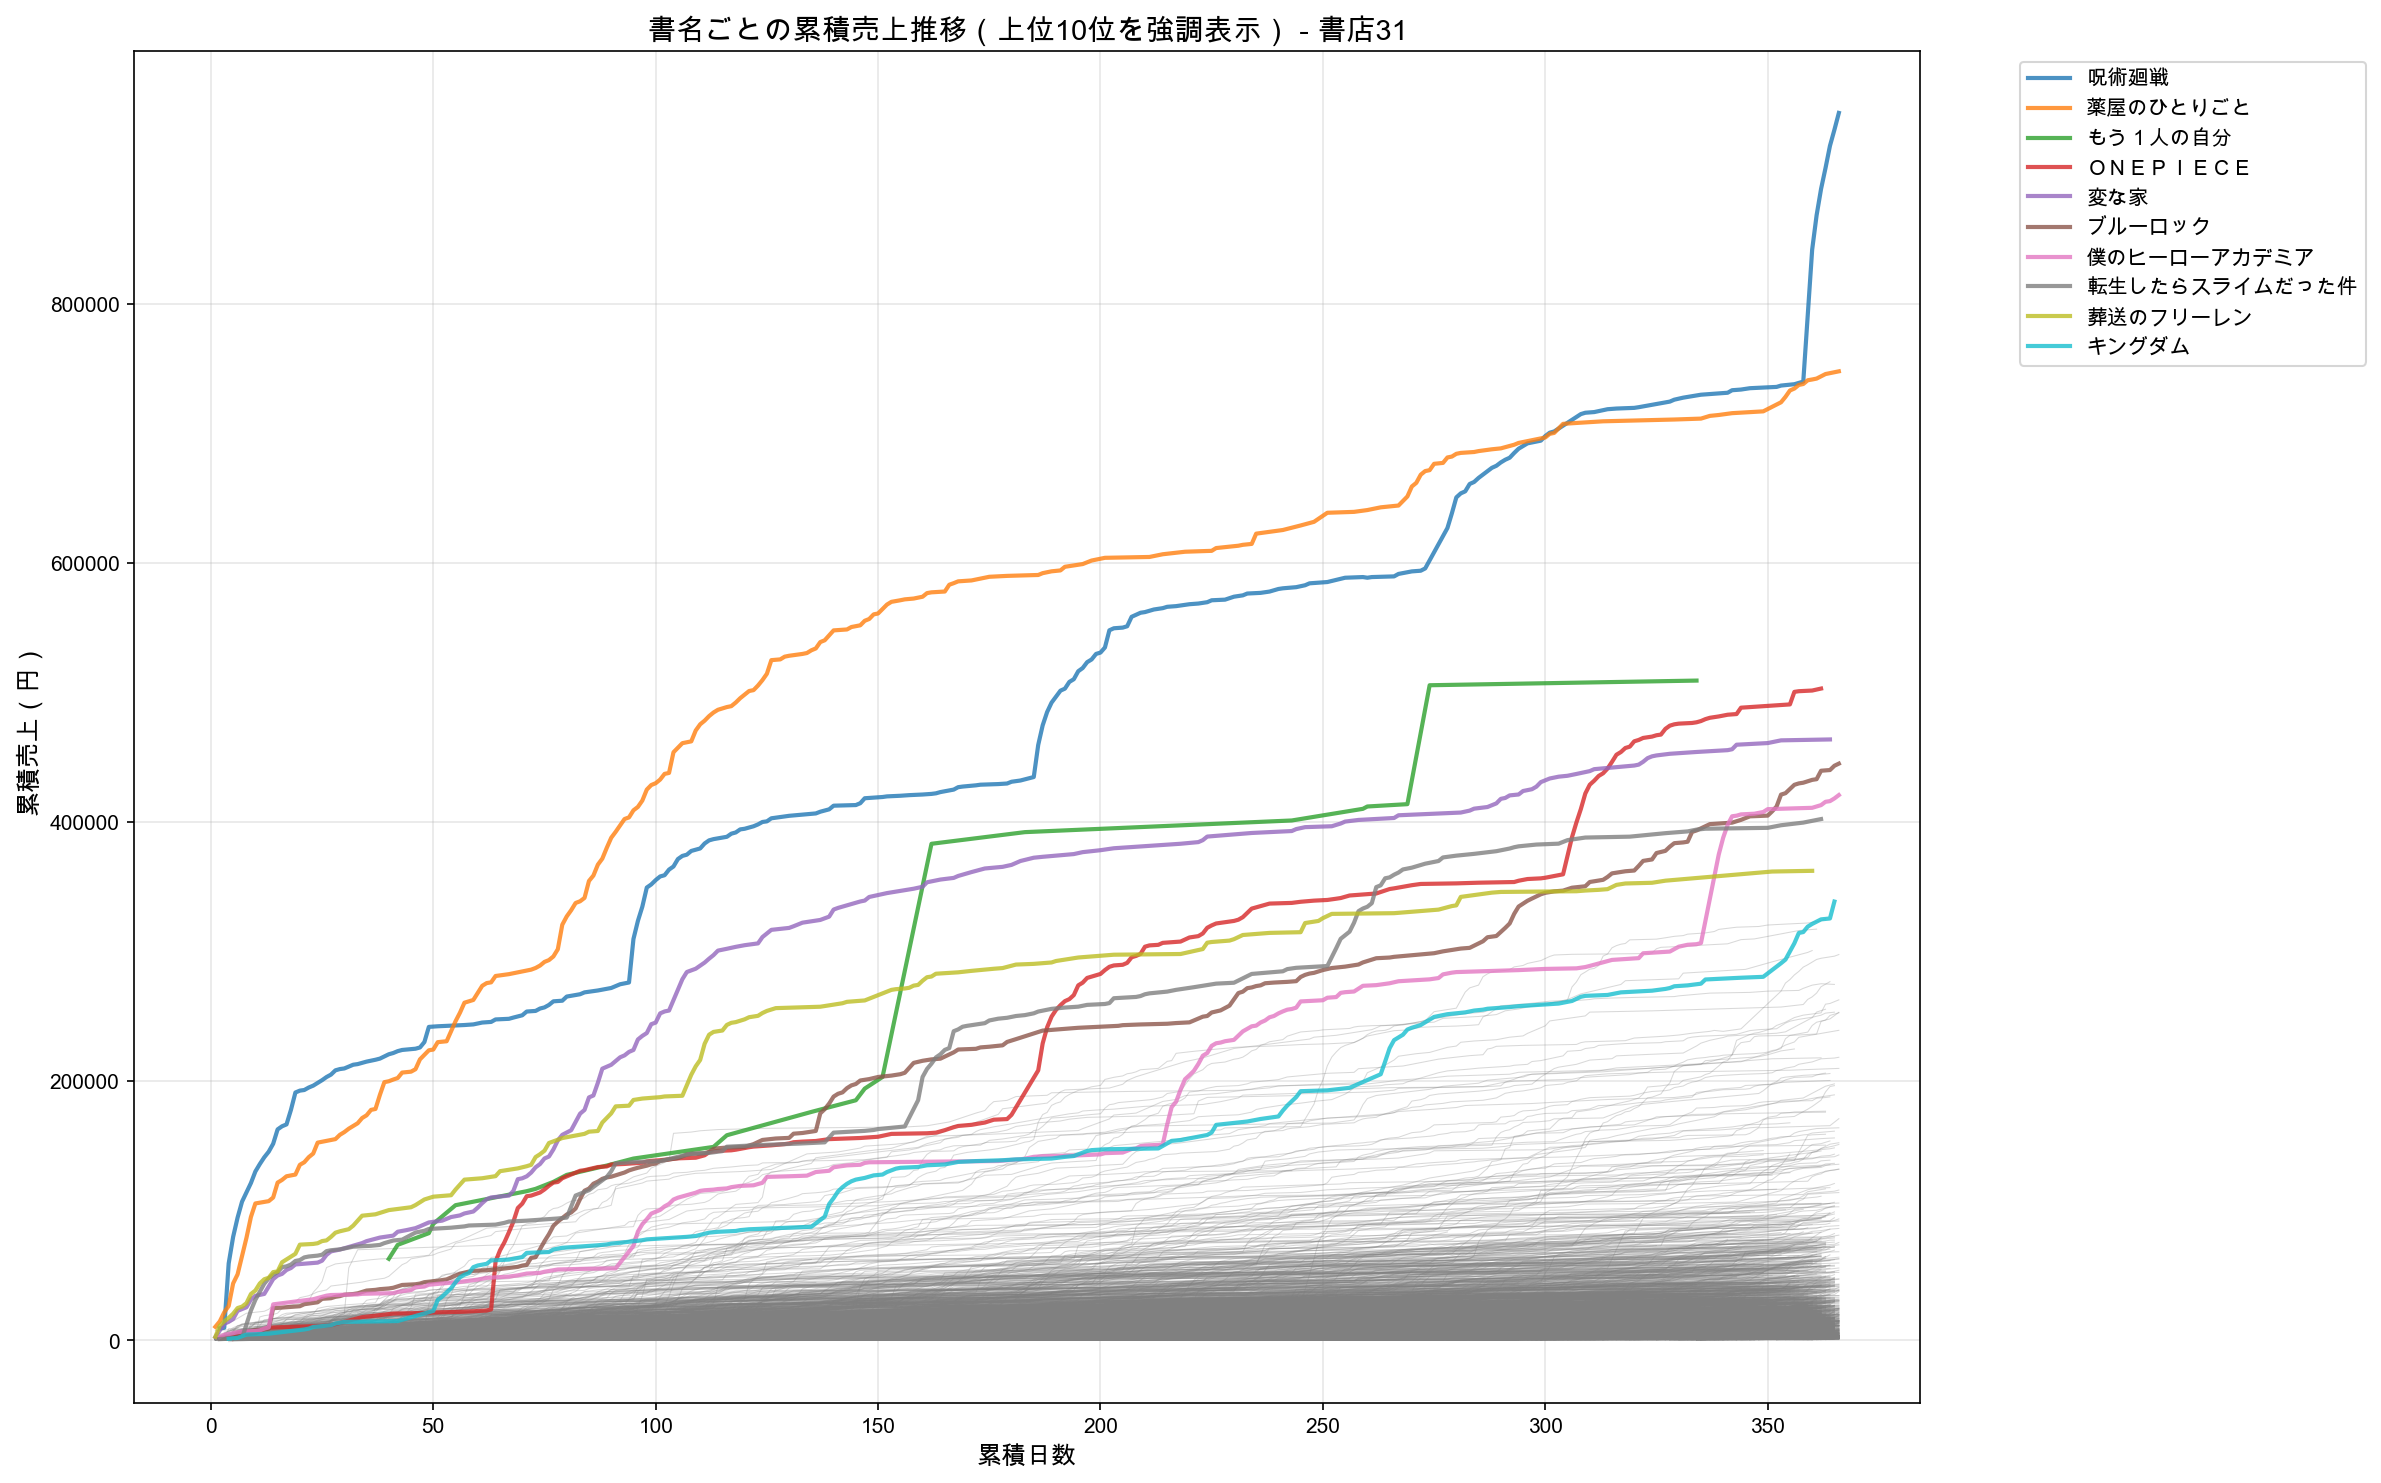 書名ごとの累積売上推移（上位10位を強調表示） - 書店31
呪術廻戦
薬屋のひとりごと
もう１人の自分
ＯＮＥＰＩＥＣＥ
変な家
ブルーロック
僕のヒーローアカデミア
転生したらスライムだった件
葬送のフリーレン
キングダム
累積売上（円）
800000
600000
400000
200000
0
0 50 100 150 200 250 300 350
累積日数